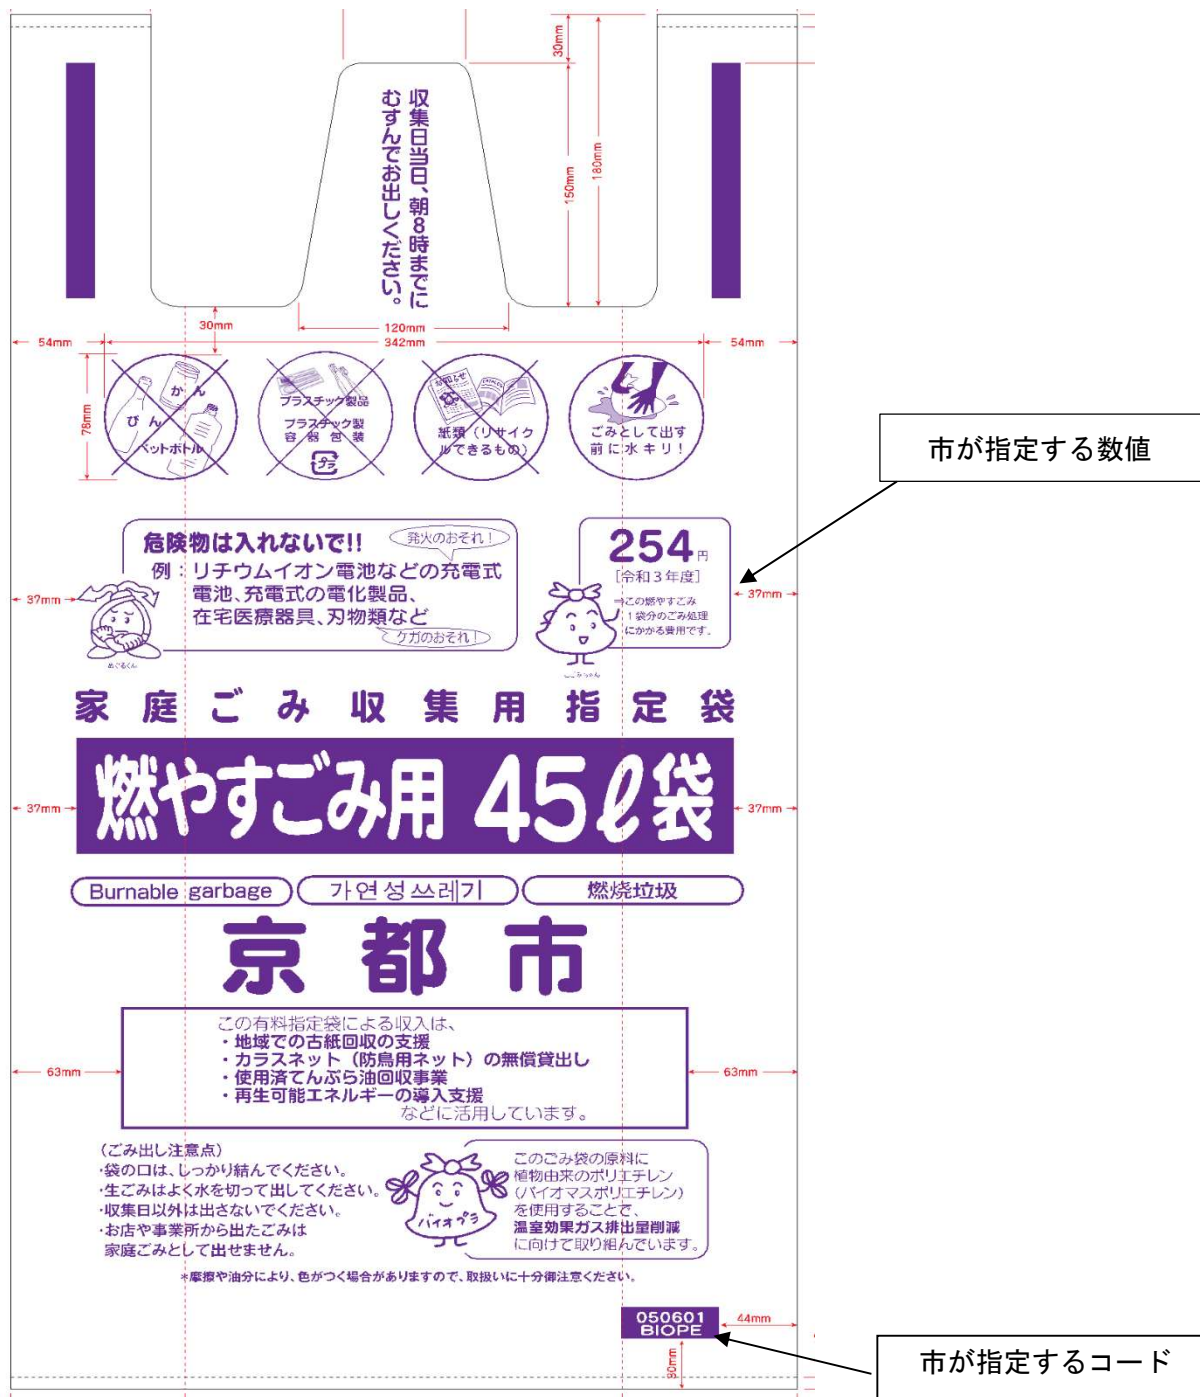 30mm
150mm
180mm
収集日当日、朝8時までに
むすんでお出しください。
30mm
120mm
54mm
342mm
54mm
78mm
かん
びん
ペットボトル
プラスチック製品
プラスチック製
容器包装
プラ
お知らせ
紙類（リサイク
ルできるもの）
ごみとして出す
前に水キリ！
市が指定する数値
危険物は入れないで!!
発火のおそれ！
例：リチウムイオン電池などの充電式
電池、充電式の電化製品、
在宅医療器具、刃物類など
ケガのおそれ！
めぐるくん
254円
［令和３年度］
⇒この燃やすごみ
１袋分のごみ処理
にかかる費用です。
こごみちゃん
37mm
37mm
家庭ごみ収集用指定袋
燃やすごみ用 45ℓ袋
37mm
37mm
Burnable garbage
가연성쓰레기
燃烧垃圾
京都市
この有料指定袋による収入は、
・地域での古紙回収の支援
・カラスネット（防鳥用ネット）の無償貸出し
・使用済てんぷら油回収事業
・再生可能エネルギーの導入支援
などに活用しています。
63mm
63mm
（ごみ出し注意点）
・袋の口は、しっかり結んでください。
・生ごみはよく水を切って出してください。
・収集日以外は出さないでください。
・お店や事業所から出たごみは
家庭ごみとして出せません。
バイオプラ
このごみ袋の原料に
植物由来のポリエチレン
（バイオマスポリエチレン）
を使用することで、
温室効果ガス排出量削減
に向けて取り組んでいます。
＊摩擦や油分により、色がつく場合がありますので、取扱いに十分御注意ください。
050601
BIOPE
44mm
80mm
市が指定するコード